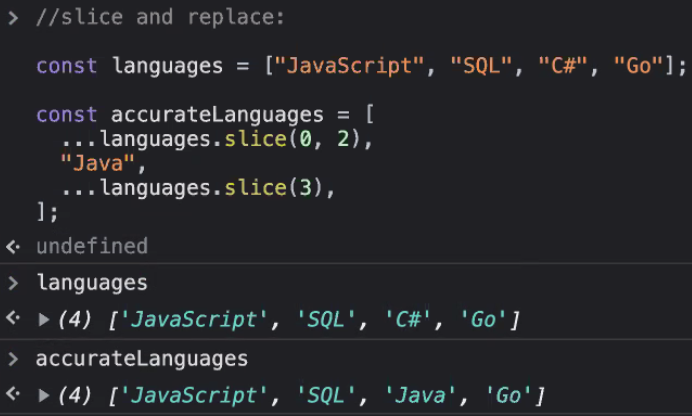 //slice and replace:
const languages = ["JavaScript", "SQL", "C#", "Go"];
const accurateLanguages = [
...languages.slice(0, 2),
"Java",
...languages.slice(3),
];
undefined
languages
(4) ['JavaScript', 'SQL', 'C#', 'Go']
accurateLanguages
(4) ['JavaScript', 'SQL', 'Java', 'Go']